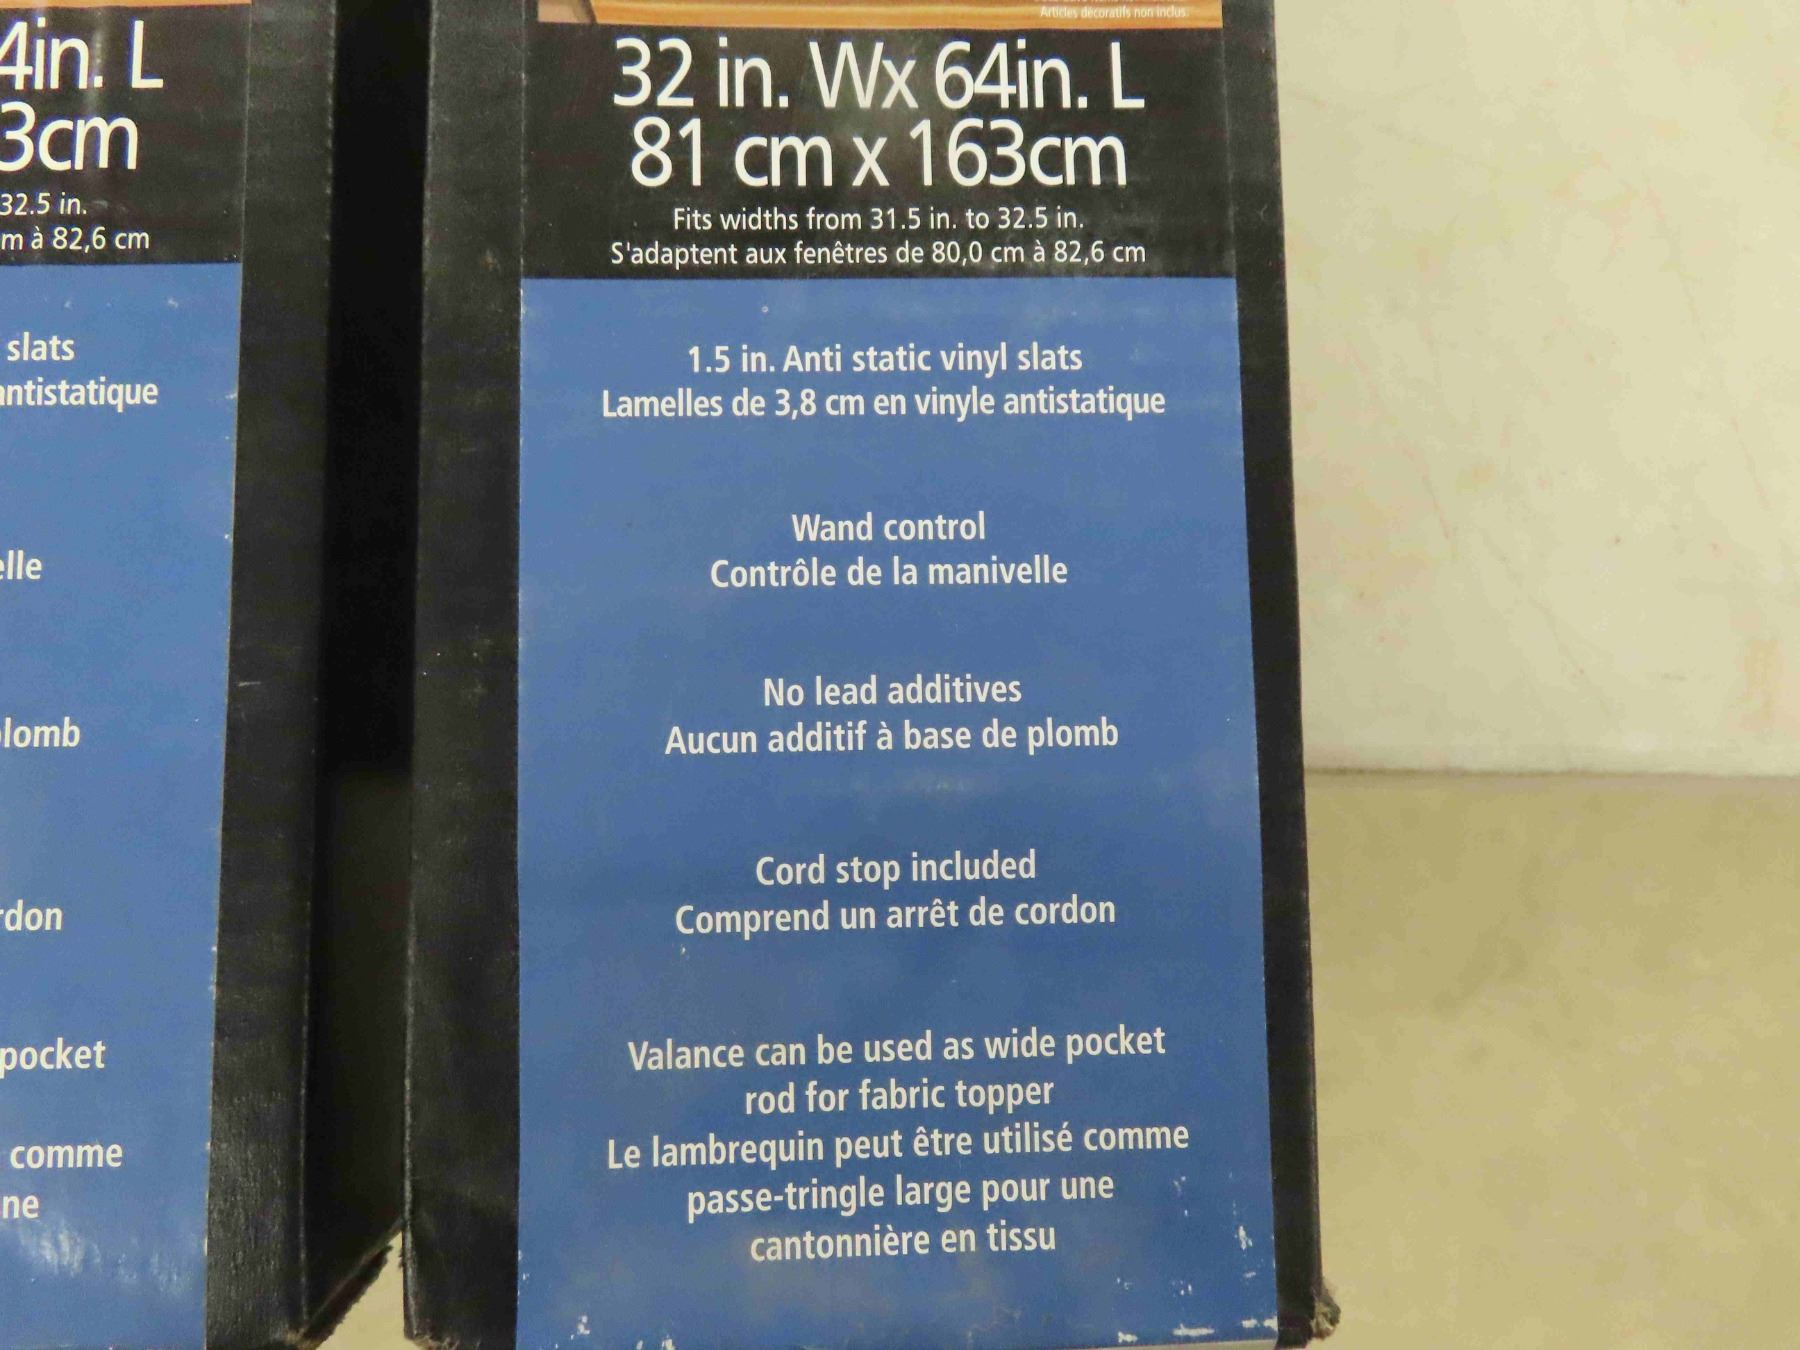 4in. L
3cm
32.5 in.
m à 82,6 cm
slats
antistatique
elle
plomb
rdon
pocket
comme
ne
Articles décoratifs non inclus.
32 in. Wx 64in. L
81 cm x 163cm
Fits widths from 31.5 in. to 32.5 in.
S'adaptent aux fenêtres de 80,0 cm à 82,6 cm
1.5 in. Anti static vinyl slats
Lamelles de 3,8 cm en vinyle antistatique
Wand control
Contrôle de la manivelle
No lead additives
Aucun additif à base de plomb
Cord stop included
Comprend un arrêt de cordon
Valance can be used as wide pocket
rod for fabric topper
Le lambrequin peut être utilisé comme
passe-tringle large pour une
cantonnière en tissu